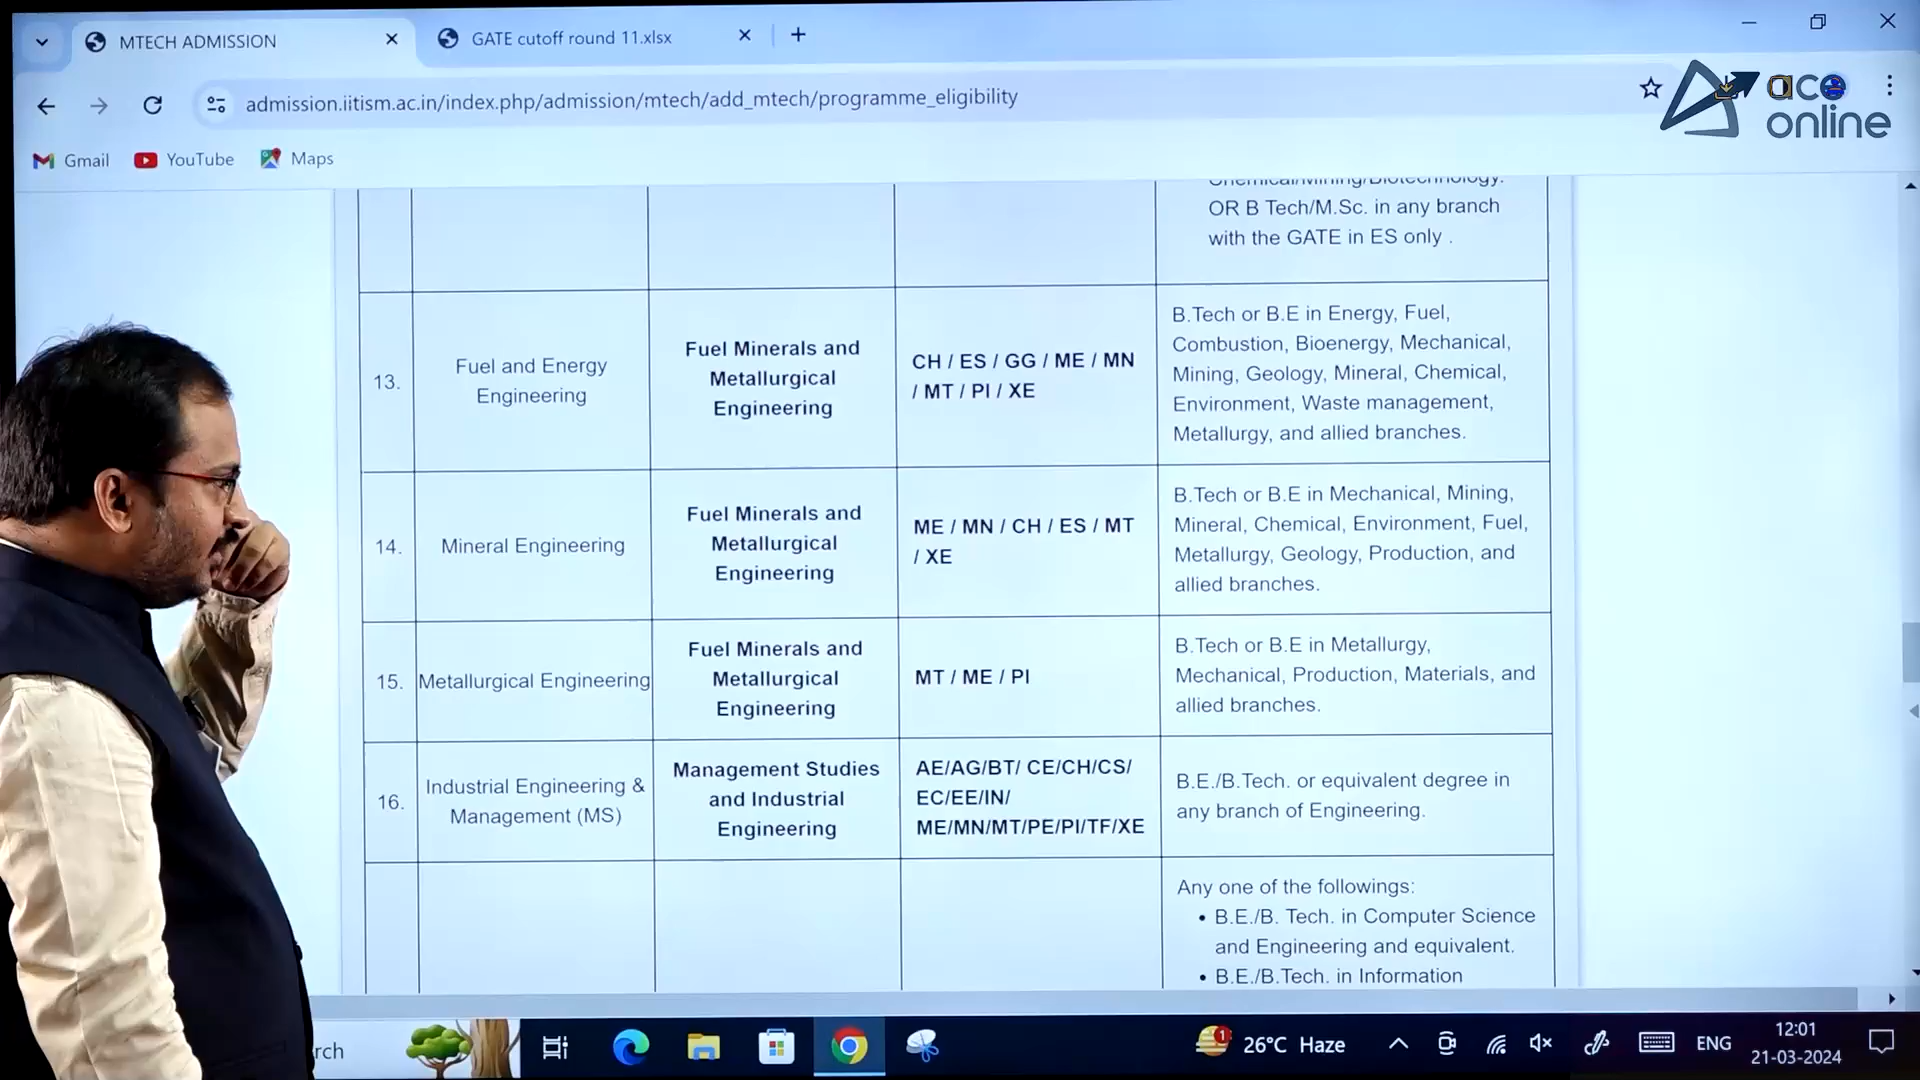 MTECH ADMISSION
GATE cutoff round 11.xlsx
admission.iitism.ac.in/index.php/admission/mtech/add_mtech/programme_eligibility
ace
online
Gmail
YouTube
Maps
Chemical/Mining/Biotechnology.
OR B Tech/M.Sc. in any branch
with the GATE in ES only .
13.
Fuel and Energy
Engineering
Fuel Minerals and
Metallurgical
Engineering
CH / ES / GG / ME / MN
/ MT / PI / XE
B.Tech or B.E in Energy, Fuel,
Combustion, Bioenergy, Mechanical,
Mining, Geology, Mineral, Chemical,
Environment, Waste management,
Metallurgy, and allied branches.
14.
Mineral Engineering
Fuel Minerals and
Metallurgical
Engineering
ME / MN / CH / ES / MT
/ XE
B.Tech or B.E in Mechanical, Mining,
Mineral, Chemical, Environment, Fuel,
Metallurgy, Geology, Production, and
allied branches.
15.
Metallurgical Engineering
Fuel Minerals and
Metallurgical
Engineering
MT / ME / PI
B.Tech or B.E in Metallurgy,
Mechanical, Production, Materials, and
allied branches.
16.
Industrial Engineering &
Management (MS)
Management Studies
and Industrial
Engineering
AE/AG/BT/ CE/CH/CS/
EC/EE/IN/
ME/MN/MT/PE/PI/TF/XE
B.E./B.Tech. or equivalent degree in
any branch of Engineering.
Any one of the followings:
• B.E./B. Tech. in Computer Science
and Engineering and equivalent.
• B.E./B.Tech. in Information
rch
1
26°C Haze
ENG
12:01
21-03-2024